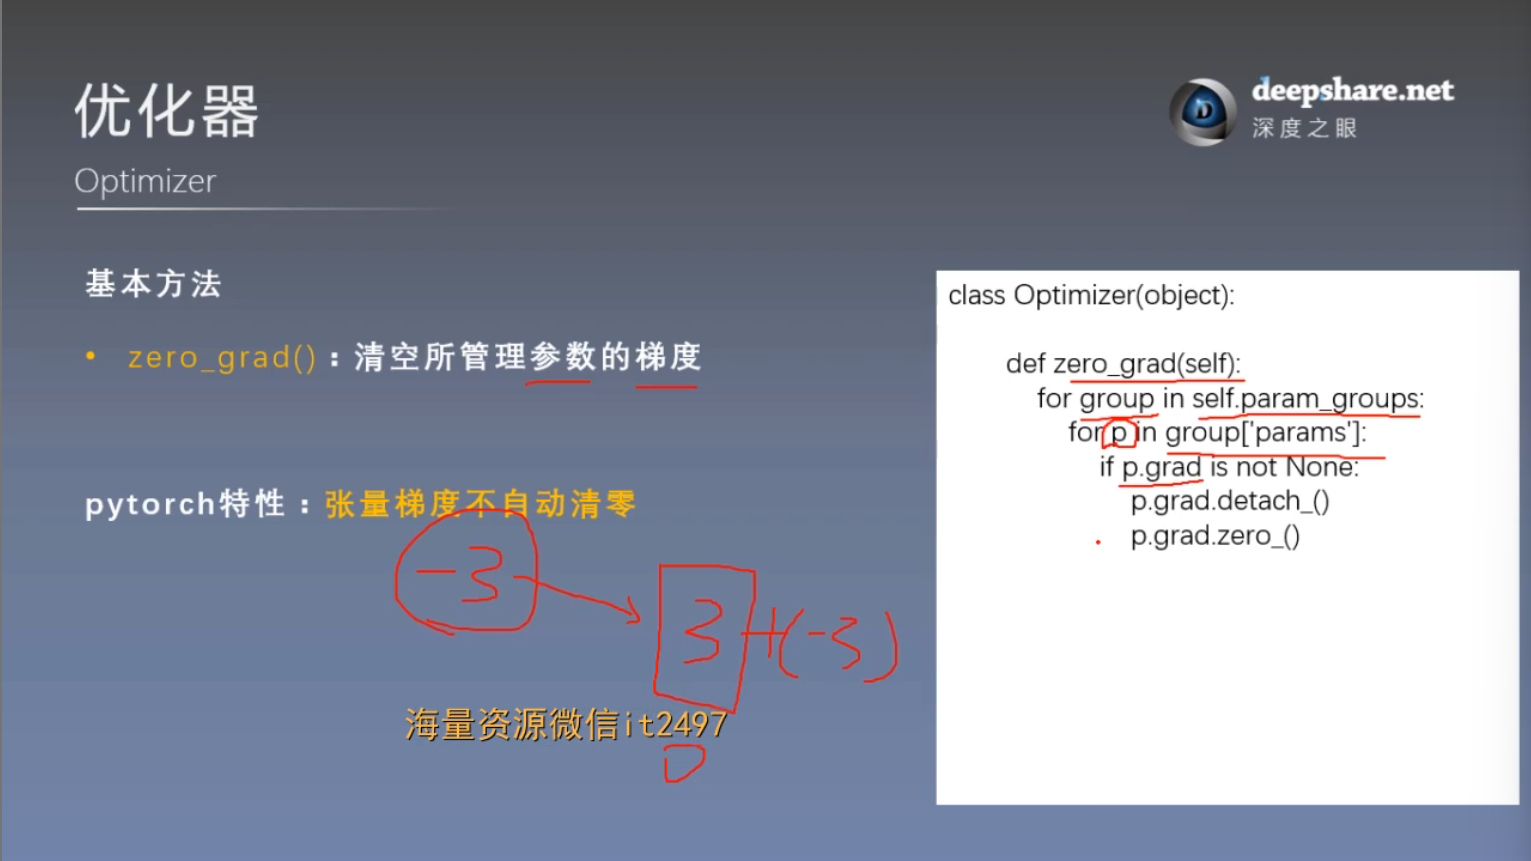 优化器
Optimizer
deepshare.net
深度之眼
基本方法
• zero_grad()：清空所管理参数的梯度
pytorch特性：张量梯度不自动清零
-3
3+(-3)
海量资源微信it2497
class Optimizer(object):
def zero_grad(self):
for group in self.param_groups:
for p in group['params']:
if p.grad is not None:
p.grad.detach_()
p.grad.zero_()